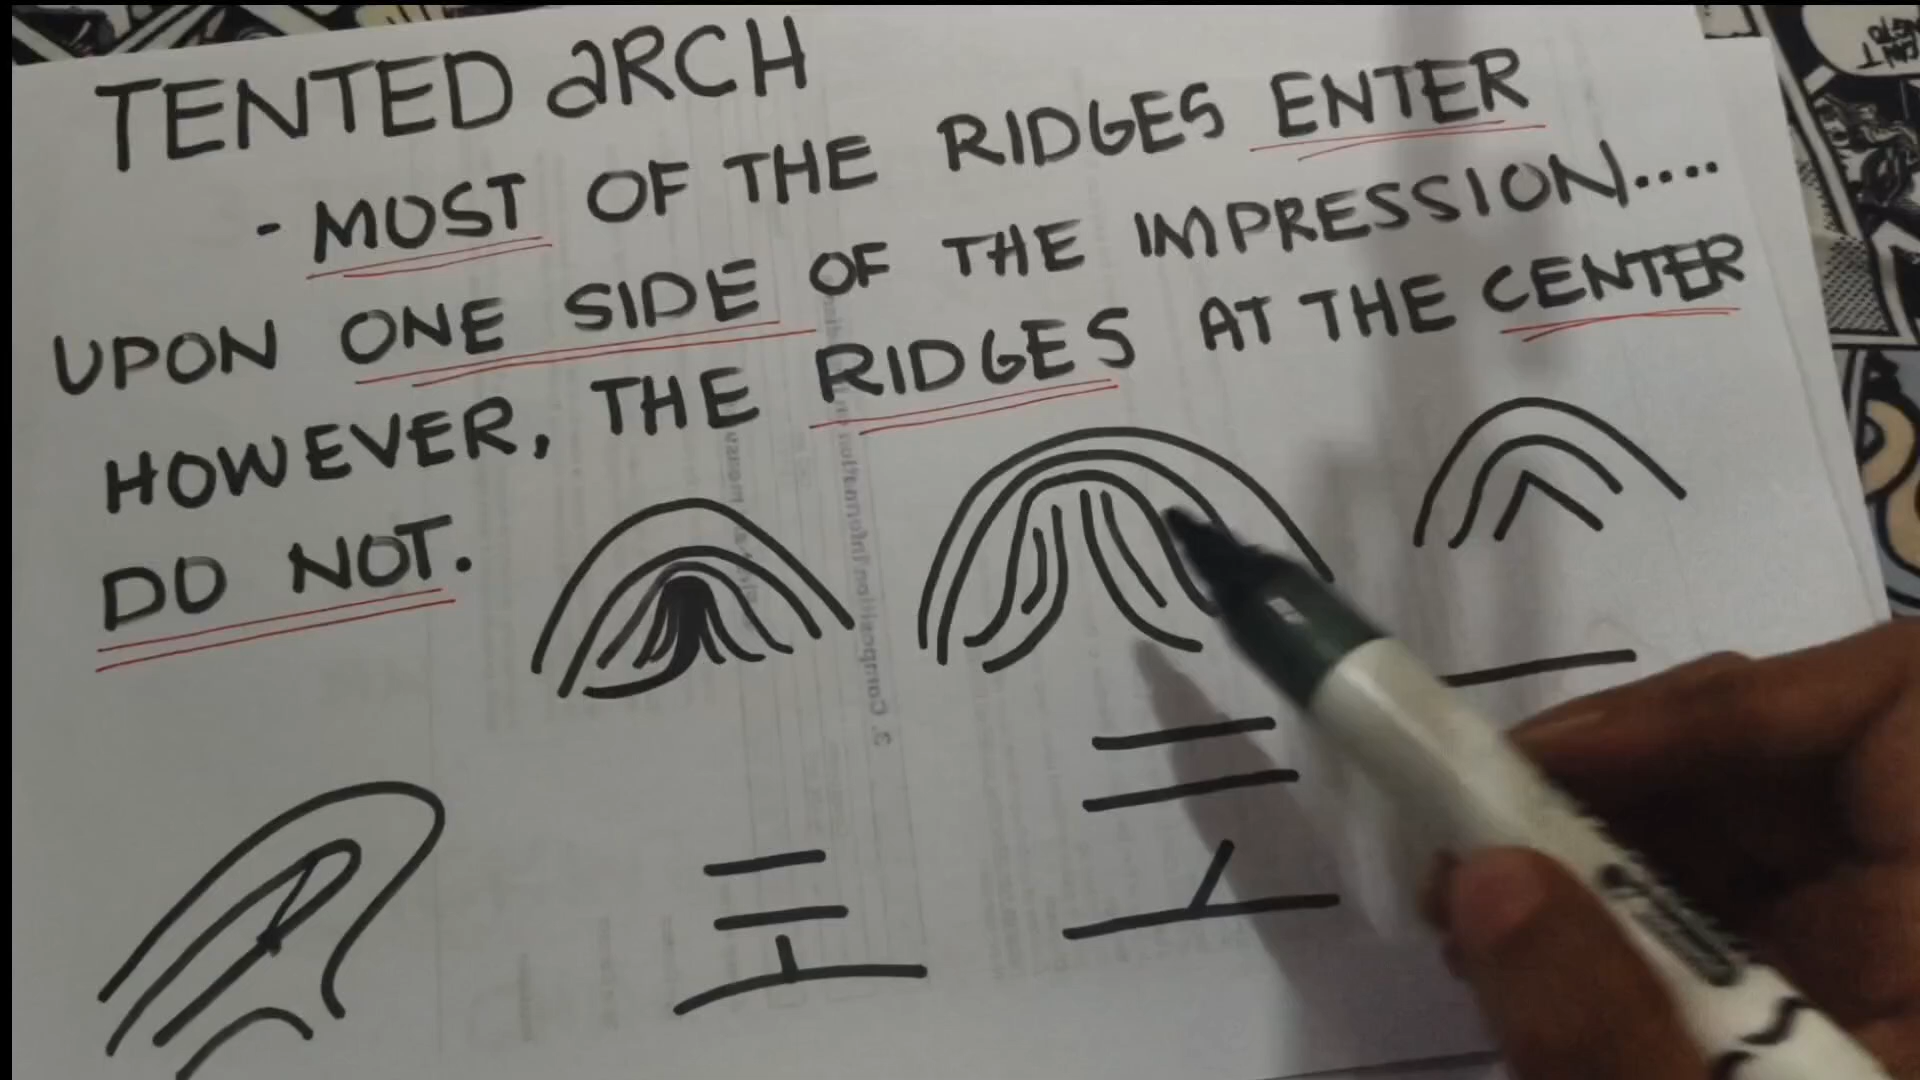 TENTED aRCH
- MOST OF THE RIDGES ENTER
UPON ONE SIDE OF THE IMPRESSION....
HOWEVER, THE RIDGES AT THE CENTER
DO NOT.